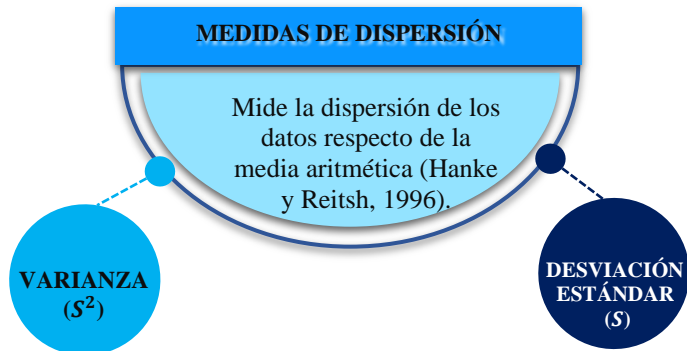 MEDIDAS DE DISPERSIÓN
Mide la dispersión de los
datos respecto de la
media aritmética (Hanke
y Reitsh, 1996).
VARIANZA
(S²)
DESVIACIÓN
ESTÁNDAR
(S)